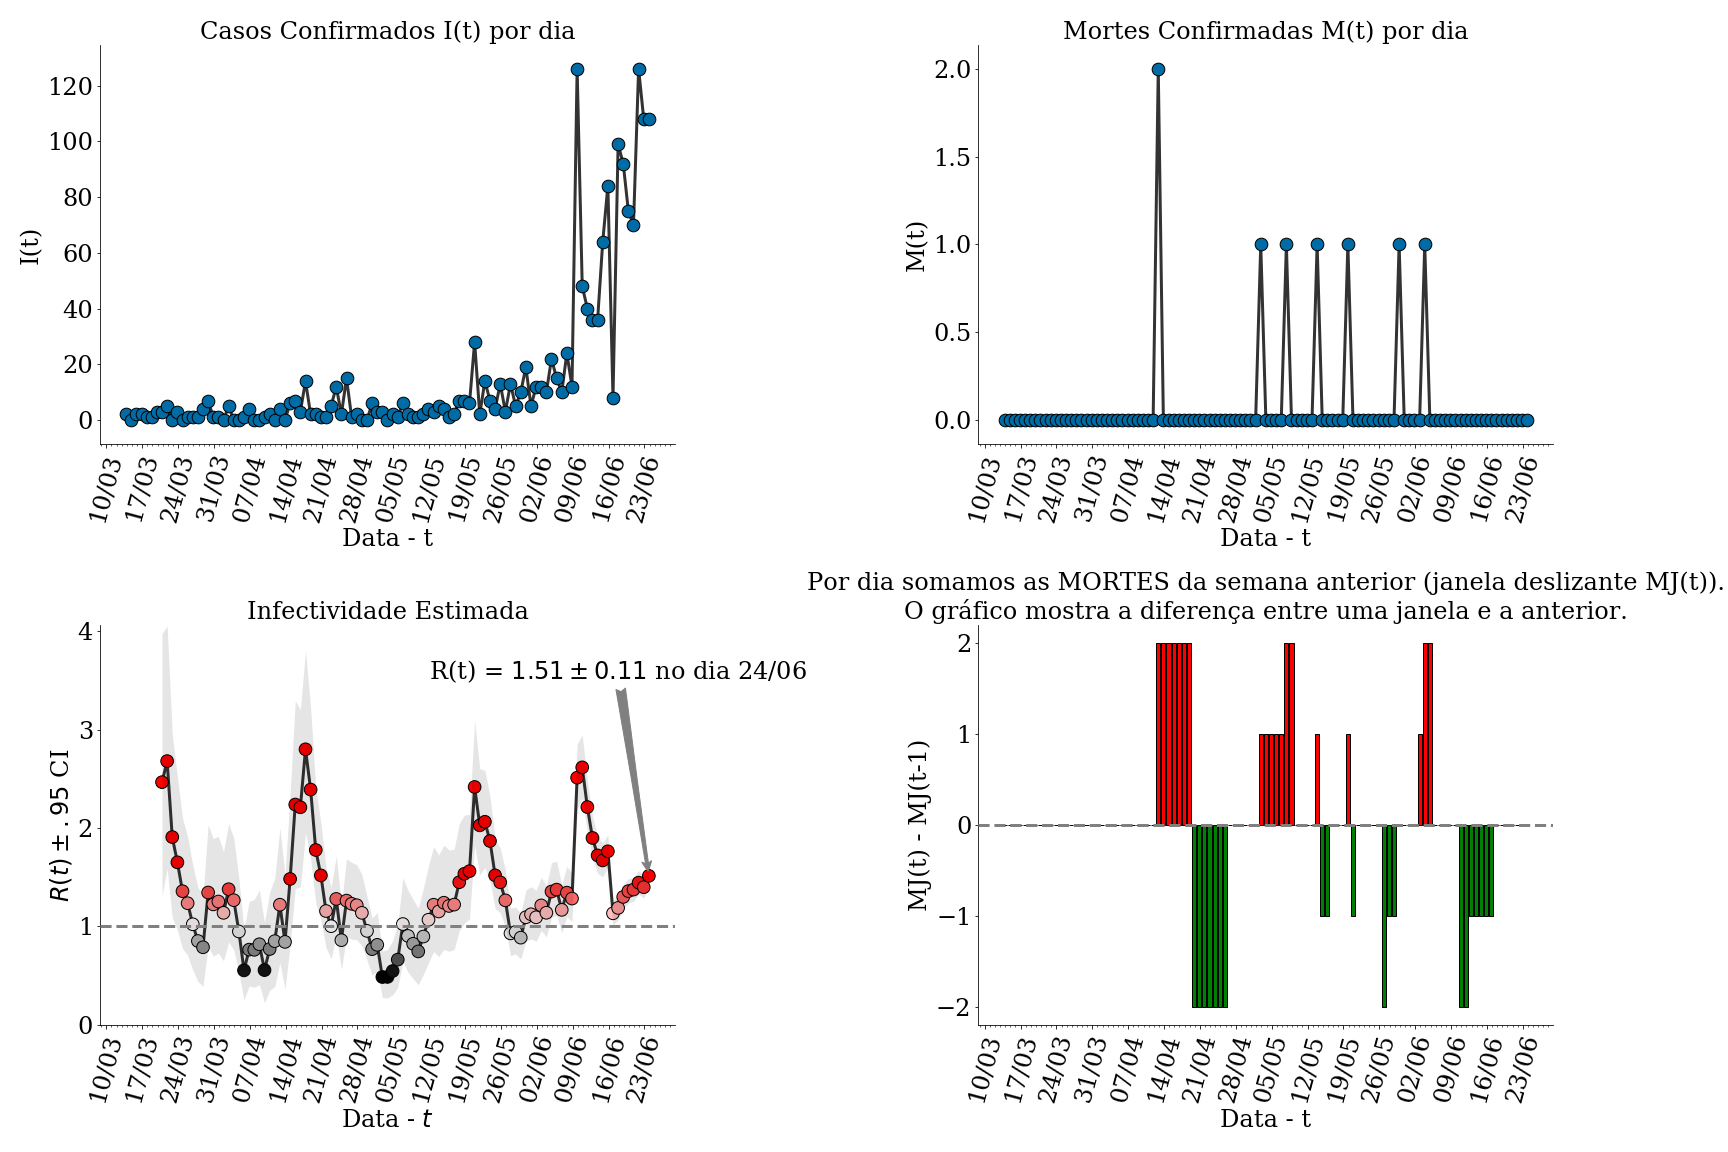 Casos Confirmados I(t) por dia
I(t)
120
100
80
60
40
20
0
10/03 17/03 24/03 31/03 07/04 14/04 21/04 28/04 05/05 12/05 19/05 26/05 02/06 09/06 16/06 23/06
Data - t
Mortes Confirmadas M(t) por dia
M(t)
2.0
1.5
1.0
0.5
0.0
10/03 17/03 24/03 31/03 07/04 14/04 21/04 28/04 05/05 12/05 19/05 26/05 02/06 09/06 16/06 23/06
Data - t
Infectividade Estimada
R(t) = 1.51 ± 0.11 no dia 24/06
R(t) ± .95 CI
4
3
2
1
0
10/03 17/03 24/03 31/03 07/04 14/04 21/04 28/04 05/05 12/05 19/05 26/05 02/06 09/06 16/06 23/06
Data - t
Por dia somamos as MORTES da semana anterior (janela deslizante MJ(t)).
O gráfico mostra a diferença entre uma janela e a anterior.
MJ(t) - MJ(t-1)
2
1
0
−1
−2
10/03 17/03 24/03 31/03 07/04 14/04 21/04 28/04 05/05 12/05 19/05 26/05 02/06 09/06 16/06 23/06
Data - t